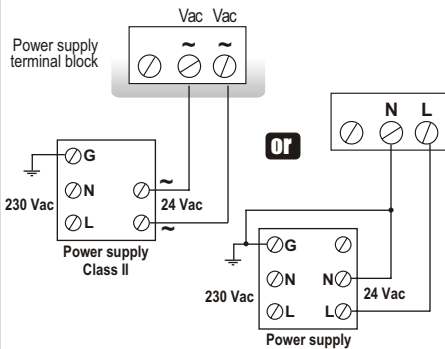 Vac Vac
Power supply
terminal block
~ ~
N L
or
G
N
L
230 Vac
~
24 Vac
~
Power supply
Class II
G
N
L
230 Vac
N
L
24 Vac
Power supply